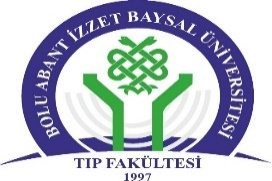 BOLU ABANT İZZET BAYSAL ÜNİVERSİTESİ
TIP FAKÜLTESİ
1997